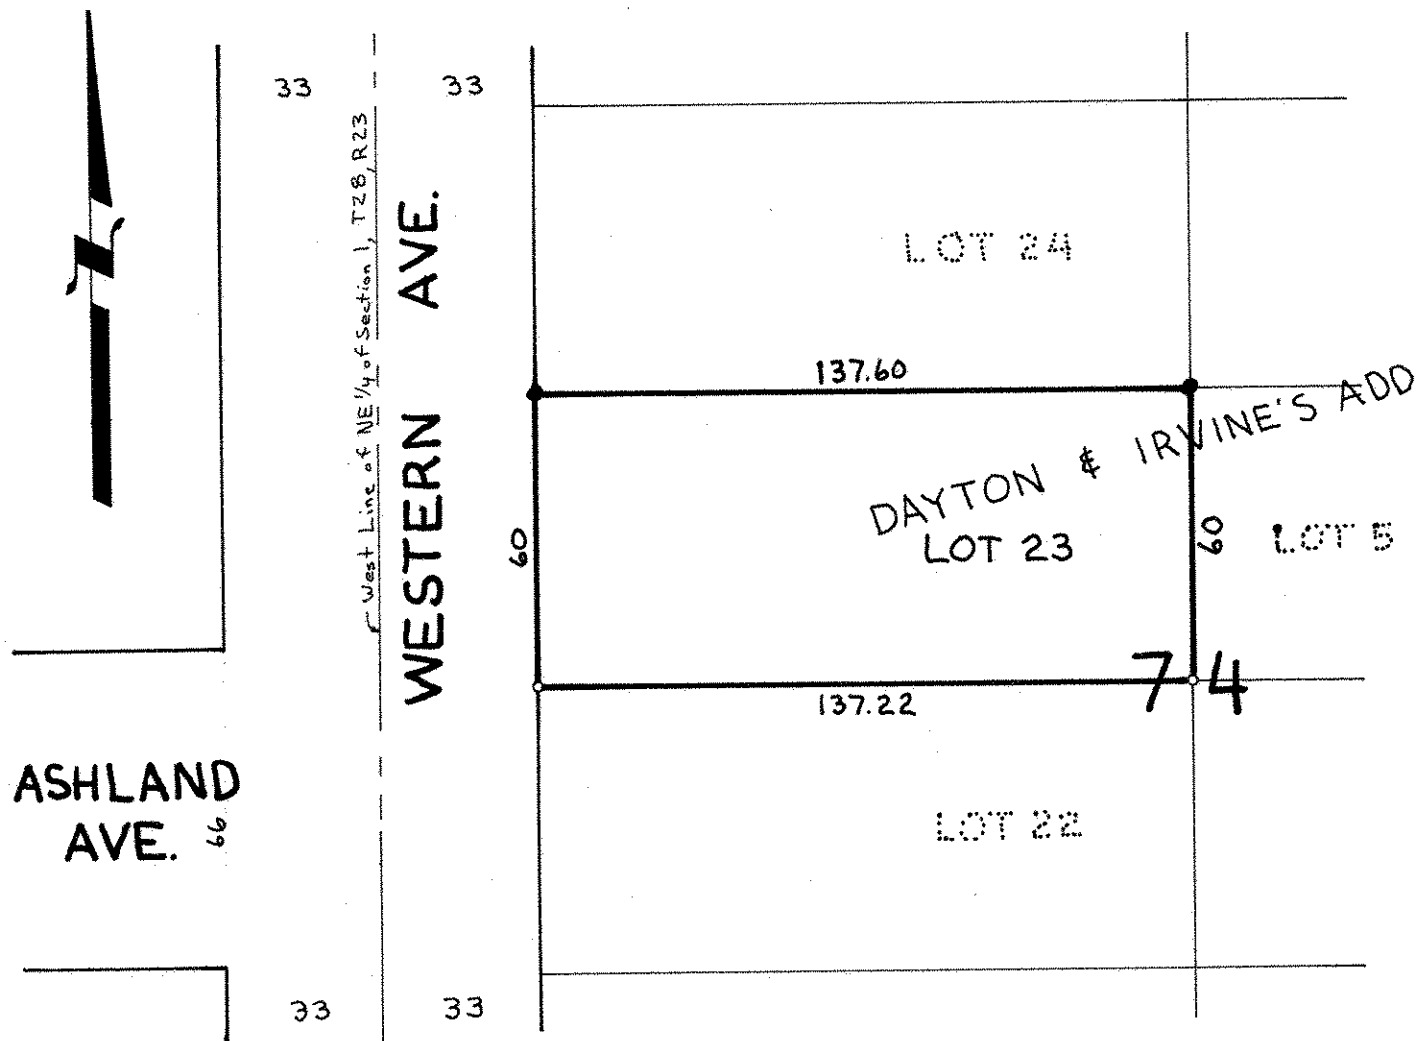 33
33
West Line of NE 1/4 of Section 1, T28, R23
WESTERN AVE.
LOT 24
137.60
DAYTON & IRVINE'S ADD
60
LOT 23
60
LOT 5
7
4
137.22
ASHLAND
AVE.
66
LOT 22
33
33